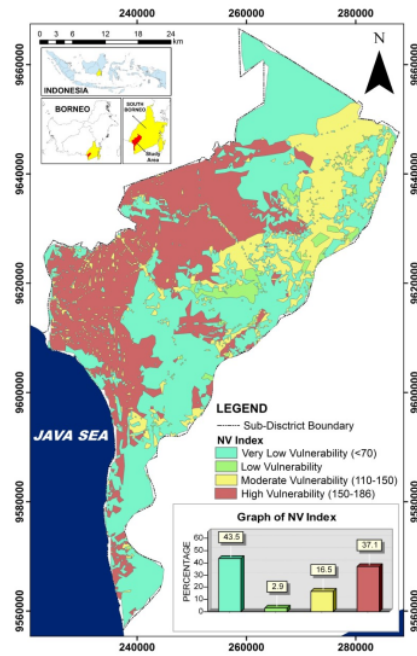 240000 260000 280000
0 3 6 12 18 24
km
N
INDONESIA
BORNEO
SOUTH
BORNEO
Study
Area
9660000
9640000
9620000
9600000
9580000
9560000
9660000
9640000
9620000
9600000
9580000
9560000
JAVA SEA
LEGEND
Sub-Disctrict Boundary
NV Index
Very Low Vulnerability (<70)
Low Vulnerability
Moderate Vulnerability (110-150)
High Vulnerability (150-186)
Graph of NV Index
PERCENTAGE
60
50
40
30
20
10
0
43.5
2.9
16.5
37.1
240000 260000 280000